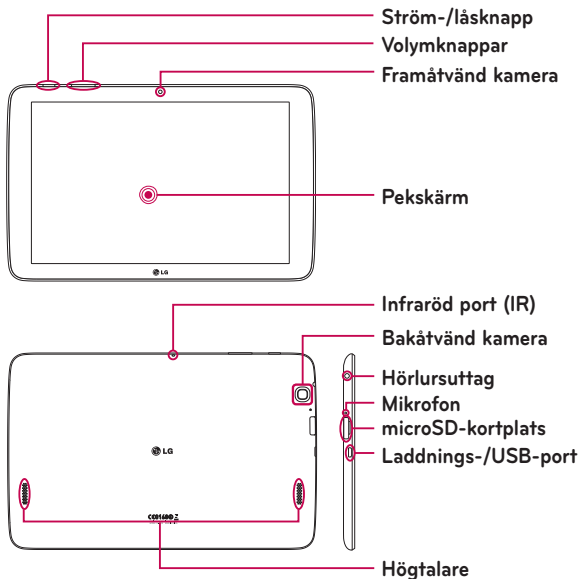 Ström-/låsknapp
Volymknappar
Framåtvänd kamera
Pekskärm
LG
Infraröd port (IR)
Bakåtvänd kamera
Hörlursuttag
Mikrofon
microSD-kortplats
LG
Laddnings-/USB-port
Högtalare